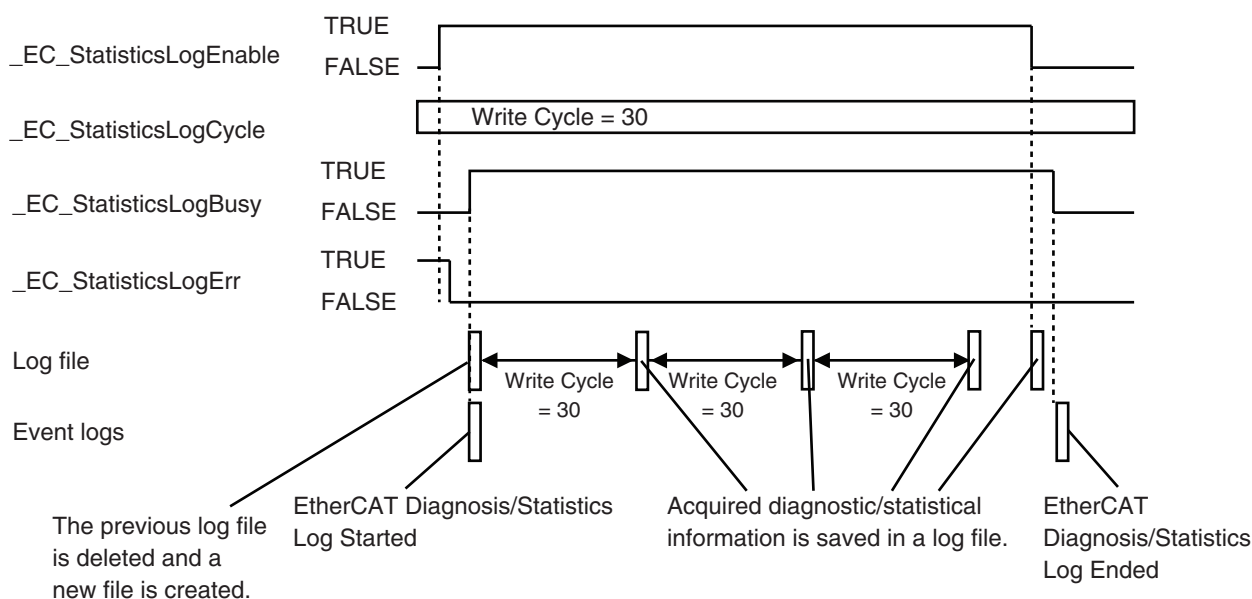 _EC_StatisticsLogEnable
TRUE
FALSE
_EC_StatisticsLogCycle
Write Cycle = 30
_EC_StatisticsLogBusy
TRUE
FALSE
_EC_StatisticsLogErr
TRUE
FALSE
Log file
Write Cycle
= 30
Write Cycle
= 30
Write Cycle
= 30
Event logs
The previous log file
is deleted and a
new file is created.
EtherCAT Diagnosis/Statistics
Log Started
Acquired diagnostic/statistical
information is saved in a log file.
EtherCAT
Diagnosis/Statistics
Log Ended